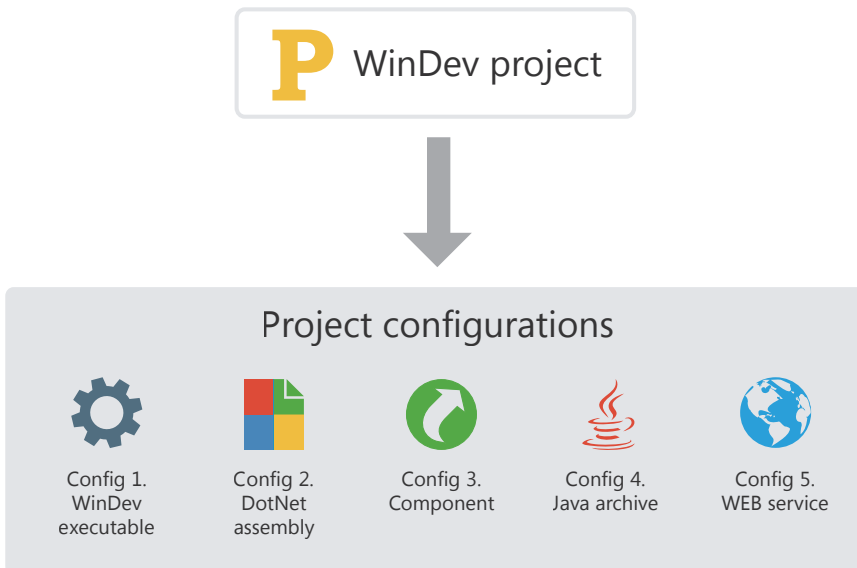 P WinDev project
Project configurations
Config 1.
WinDev
executable
Config 2.
DotNet
assembly
Config 3.
Component
Config 4.
Java archive
Config 5.
WEB service